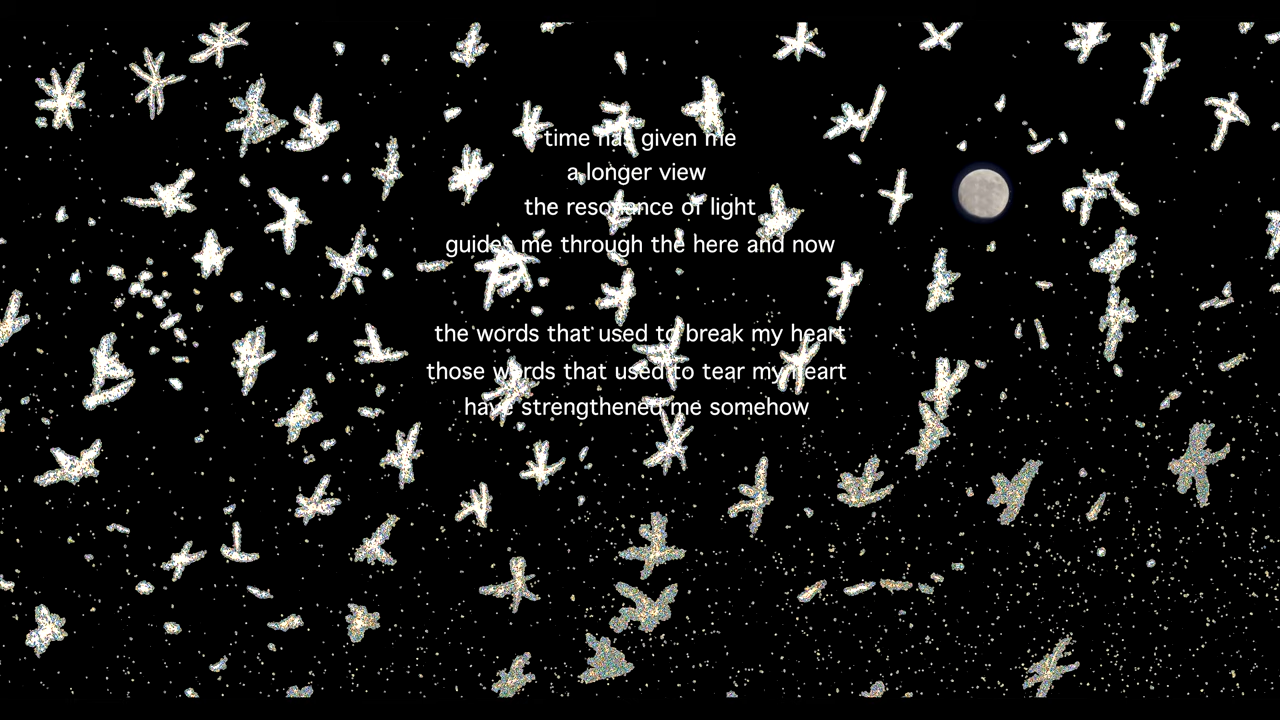 time has given me
a longer view
the resonance of light
guides me through the here and now
the words that used to break my heart
those words that used to tear my heart
have strengthened me somehow